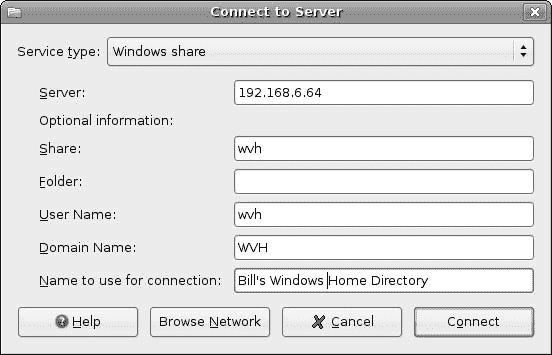 Connect to Server
Service type: Windows share
Server: 192.168.6.64
Optional information:
Share: wvh
Folder:
User Name: wvh
Domain Name: WVH
Name to use for connection: Bill's Windows Home Directory
Help Browse Network Cancel Connect